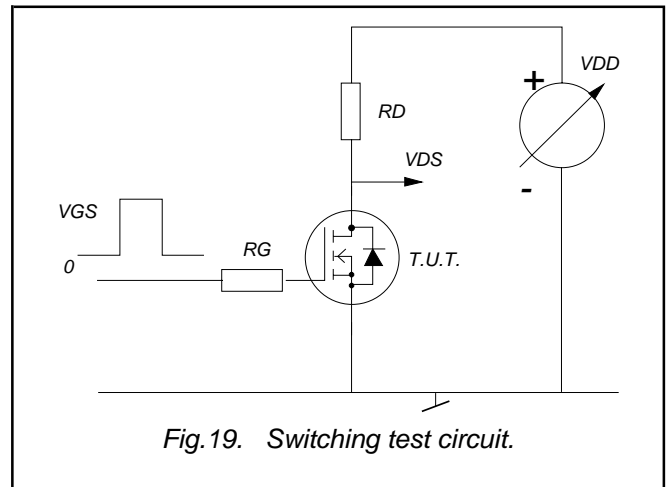 VDD
+
RD
VDS
-
VGS
RG
0
T.U.T.
Fig.19. Switching test circuit.